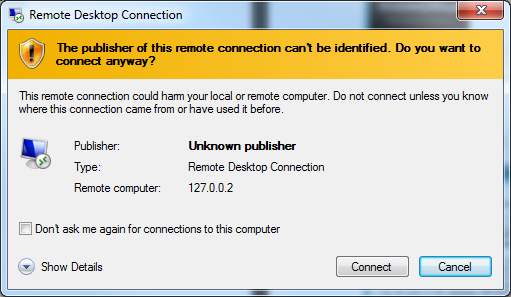 Remote Desktop Connection
The publisher of this remote connection can't be identified. Do you want to
connect anyway?
This remote connection could harm your local or remote computer. Do not connect unless you know
where this connection came from or have used it before.
Publisher: Unknown publisher
Type: Remote Desktop Connection
Remote computer: 127.0.0.2
Don't ask me again for connections to this computer
Show Details Connect Cancel